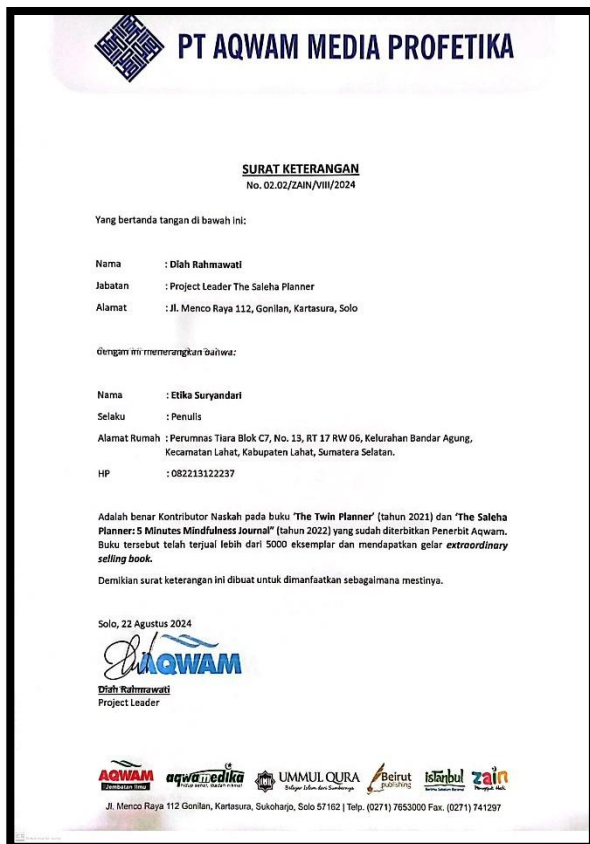 PT AQWAM MEDIA PROFETIKA
SURAT KETERANGAN
No. 02.02/ZAIN/VIII/2024
Yang bertanda tangan di bawah ini:
Nama : Diah Rahmawati
Jabatan : Project Leader The Saleha Planner
Alamat : Jl. Menco Raya 112, Gonilan, Kartasura, Solo
dengan ini menerangkan bahwa:
Nama : Etika Suryandari
Selaku : Penulis
Alamat Rumah : Perumnas Tiara Blok C7, No. 13, RT 17 RW 06, Kelurahan Bandar Agung,
Kecamatan Lahat, Kabupaten Lahat, Sumatera Selatan.
HP : 082213122237
Adalah benar Kontributor Naskah pada buku 'The Twin Planner' (tahun 2021) dan 'The Saleha
Planner: 5 Minutes Mindfulness Journal" (tahun 2022) yang sudah diterbitkan Penerbit Aqwam.
Buku tersebut telah terjual lebih dari 5000 eksemplar dan mendapatkan gelar extraordinary
selling book.
Demikian surat keterangan ini dibuat untuk dimanfaatkan sebagaimana mestinya.
Solo, 22 Agustus 2024
AQWAM
Diah Rahmawati
Project Leader
AQWAM
Jembatan Ilmu
aqwamedika
UMMUL QURA
Belajar Islam dari Sumbernya
Beirut
publishing
istanbul
zain
Jl. Menco Raya 112 Gonilan, Kartasura, Sukoharjo, Solo 57162 | Telp. (0271) 7653000 Fax. (0271) 741297